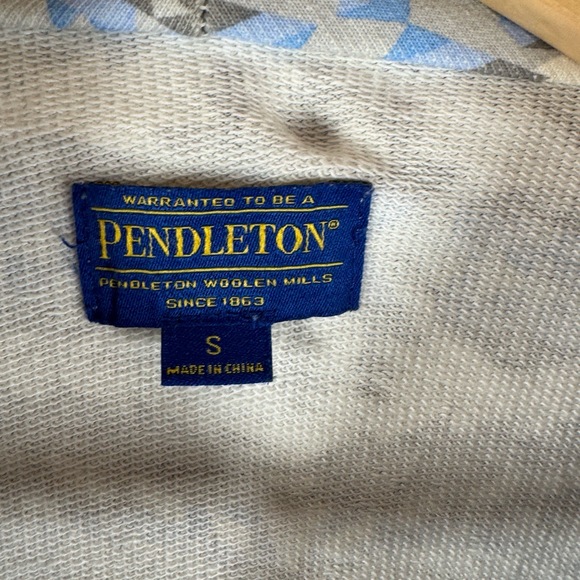 WARRANTED TO BE A
PENDLETON®
PENDLETON WOOLEN MILLS
SINCE 1863
S
MADE IN CHINA